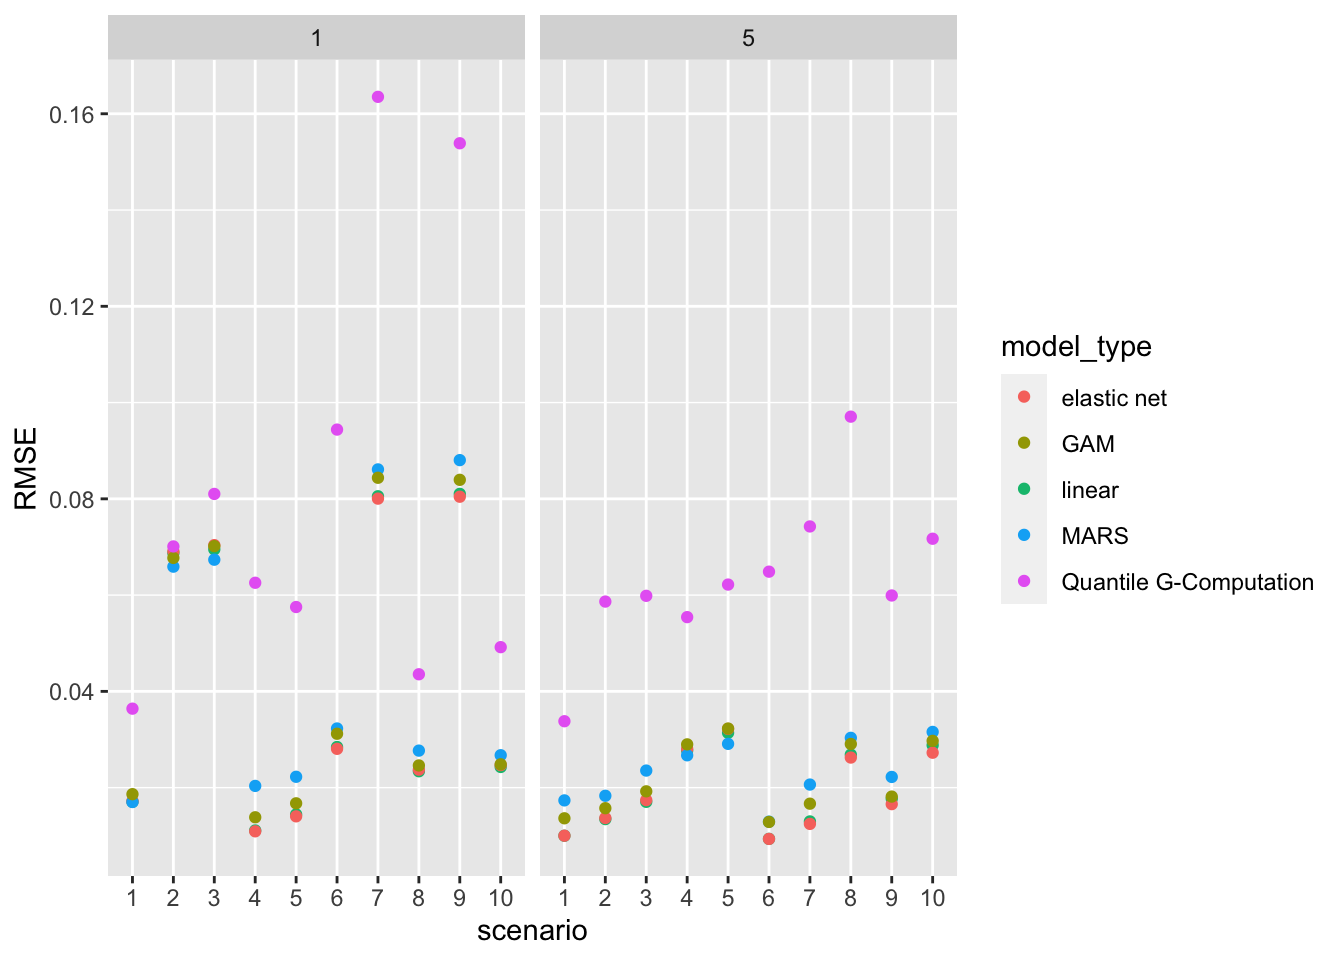 1
5
RMSE
0.16
0.12
0.08
0.04
1 2 3 4 5 6 7 8 9 10
1 2 3 4 5 6 7 8 9 10
scenario
model_type
elastic net
GAM
linear
MARS
Quantile G-Computation